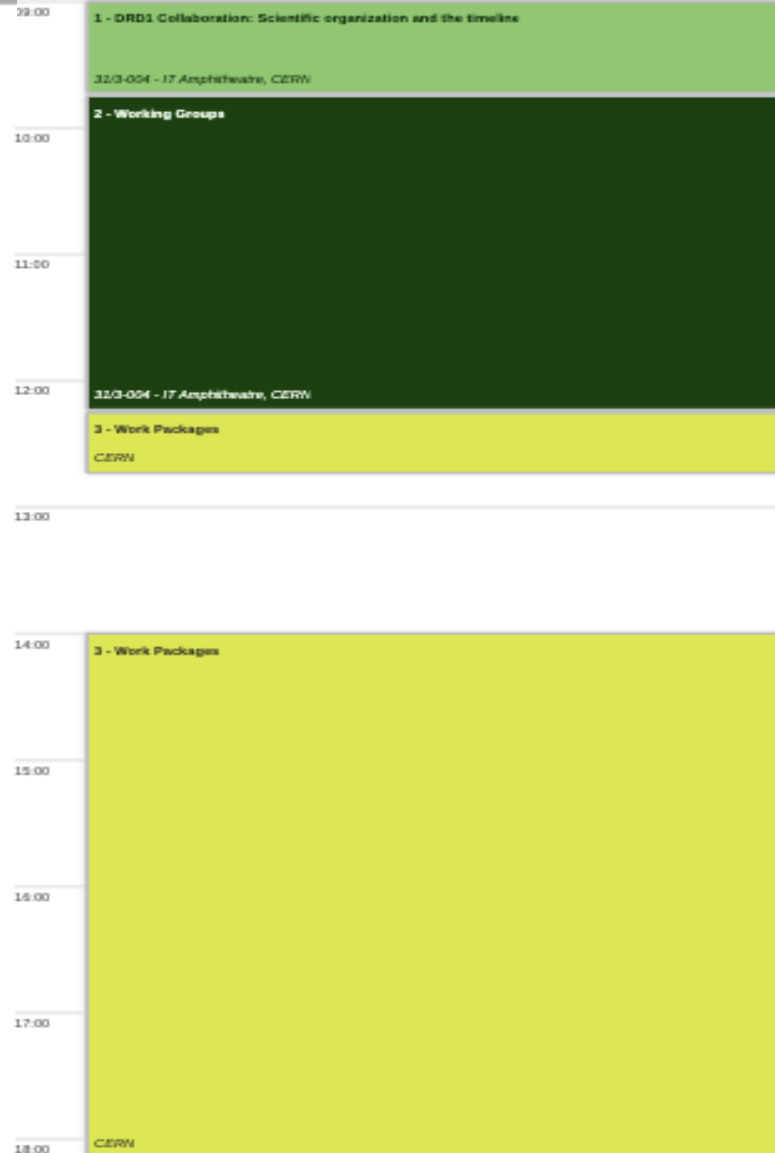 09:00
1 - DRD1 Collaboration: Scientific organization and the timeline
31/3-004 - IT Amphitheatre, CERN
2 - Working Groups
10:00
11:00
12:00
31/3-004 - IT Amphitheatre, CERN
3 - Work Packages
CERN
13:00
14:00
3 - Work Packages
15:00
16:00
17:00
CERN
18:00